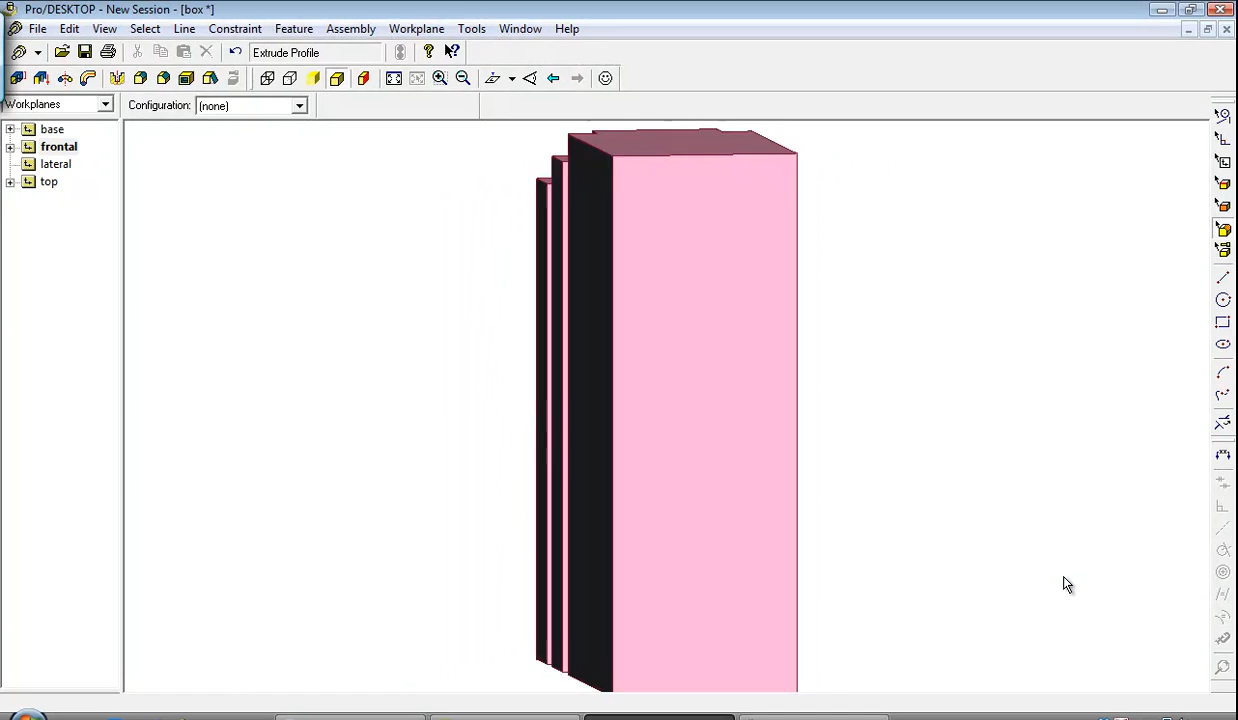 Pro/DESKTOP - New Session - [box *]
File Edit View Select Line Constraint Feature Assembly Workplane Tools Window Help
Extrude Profile
Workplanes Configuration: (none)
base
frontal
lateral
top